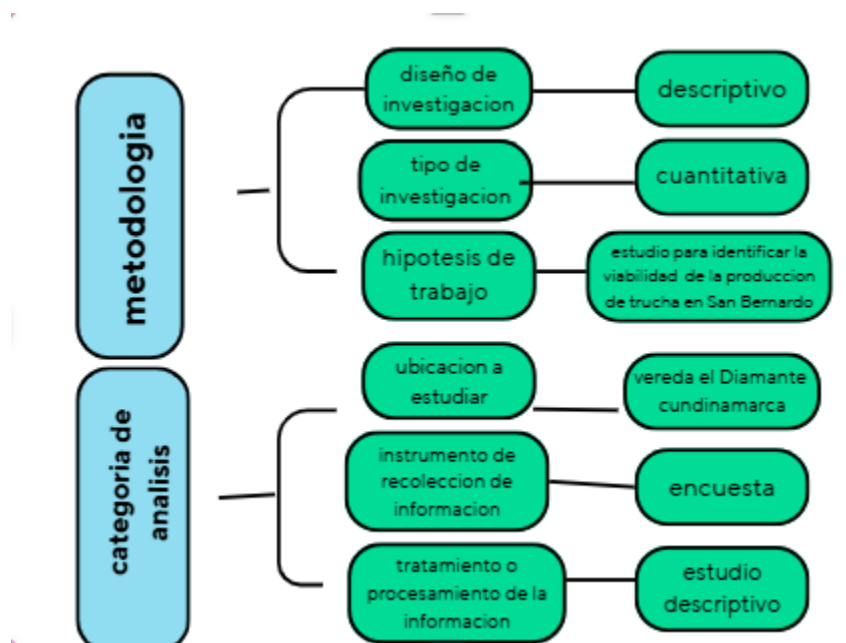 metodologia
diseño de
investigacion
descriptivo
tipo de
investigacion
cuantitativa
hipotesis de
trabajo
estudio para identificar la
viabilidad de la produccion
de trucha en San Bernardo
categoria de
analisis
ubicacion a
estudiar
vereda el Diamante
cundinamarca
instrumento de
recoleccion de
informacion
encuesta
tratamiento o
procesamiento de la
informacion
estudio
descriptivo